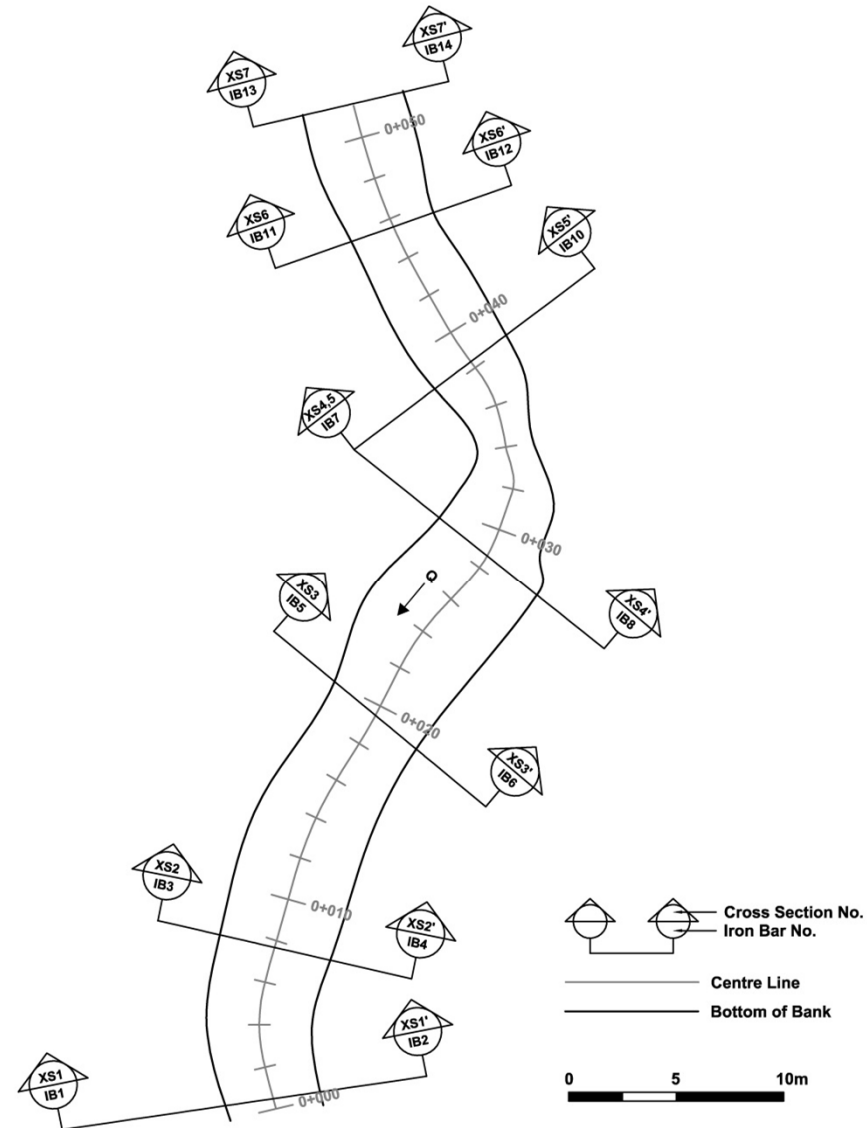 XS7'
IB14
XS7
IB13
0+050
XS6'
IB12
XS6
IB11
XS5'
IB10
0+040
XS4,5
IB7
0+030
Q
XS3
IB5
XS4'
IB8
0+020
XS3'
IB6
XS2
IB3
0+010
XS2'
IB4
XS1'
IB2
XS1
IB1
0+000
Cross Section No.
Iron Bar No.
Centre Line
Bottom of Bank
0 5 10m